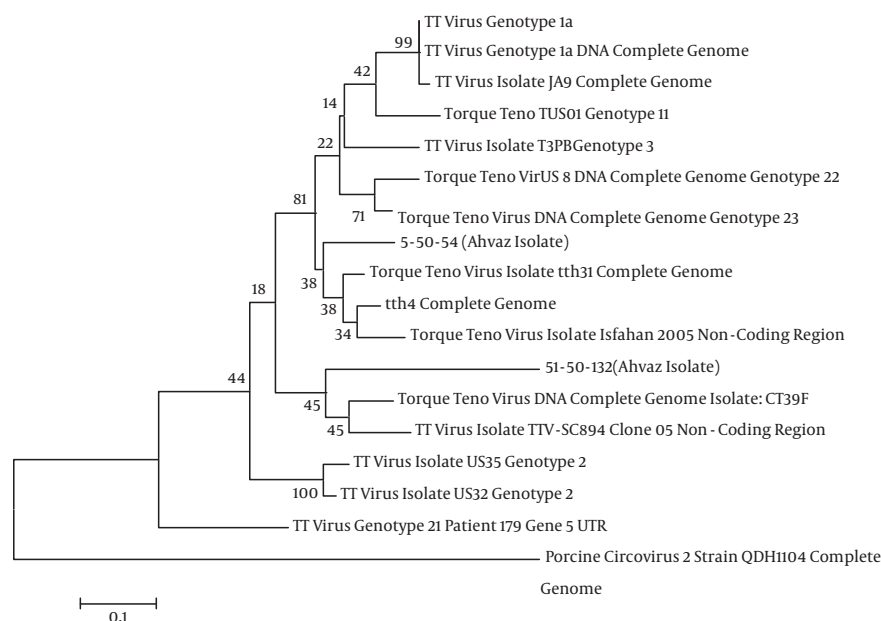 TT Virus Genotype 1a
99
TT Virus Genotype 1a DNA Complete Genome
42
TT Virus Isolate JA9 Complete Genome
14
Torque Teno TUS01 Genotype 11
22
TT Virus Isolate T3PBGenotype 3
Torque Teno VirUS 8 DNA Complete Genome Genotype 22
81
71
Torque Teno Virus DNA Complete Genome Genotype 23
5-50-54 (Ahvaz Isolate)
38
Torque Teno Virus Isolate tth31 Complete Genome
18
38
tth4 Complete Genome
34
Torque Teno Virus Isolate Isfahan 2005 Non-Coding Region
51-50-132(Ahvaz Isolate)
44
45
Torque Teno Virus DNA Complete Genome Isolate: CT39F
45
TT Virus Isolate TTV-SC894 Clone 05 Non - Coding Region
TT Virus Isolate US35 Genotype 2
100
TT Virus Isolate US32 Genotype 2
TT Virus Genotype 21 Patient 179 Gene 5 UTR
Porcine Circovirus 2 Strain QDH1104 Complete
Genome
0.1